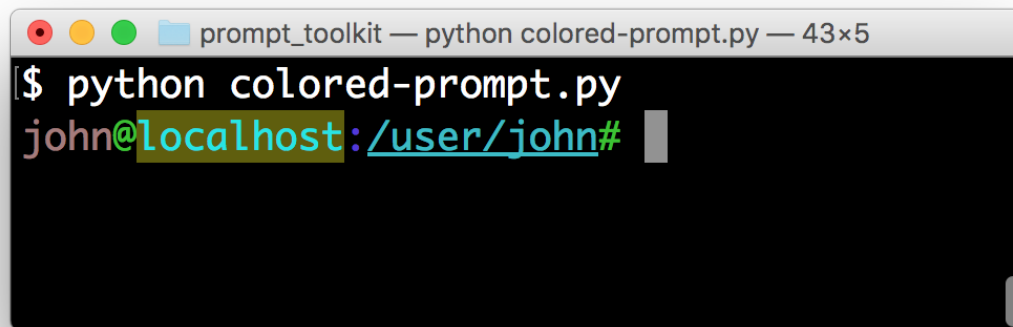 prompt_toolkit — python colored-prompt.py — 43×5
[$ python colored-prompt.py
john@localhost:/user/john#